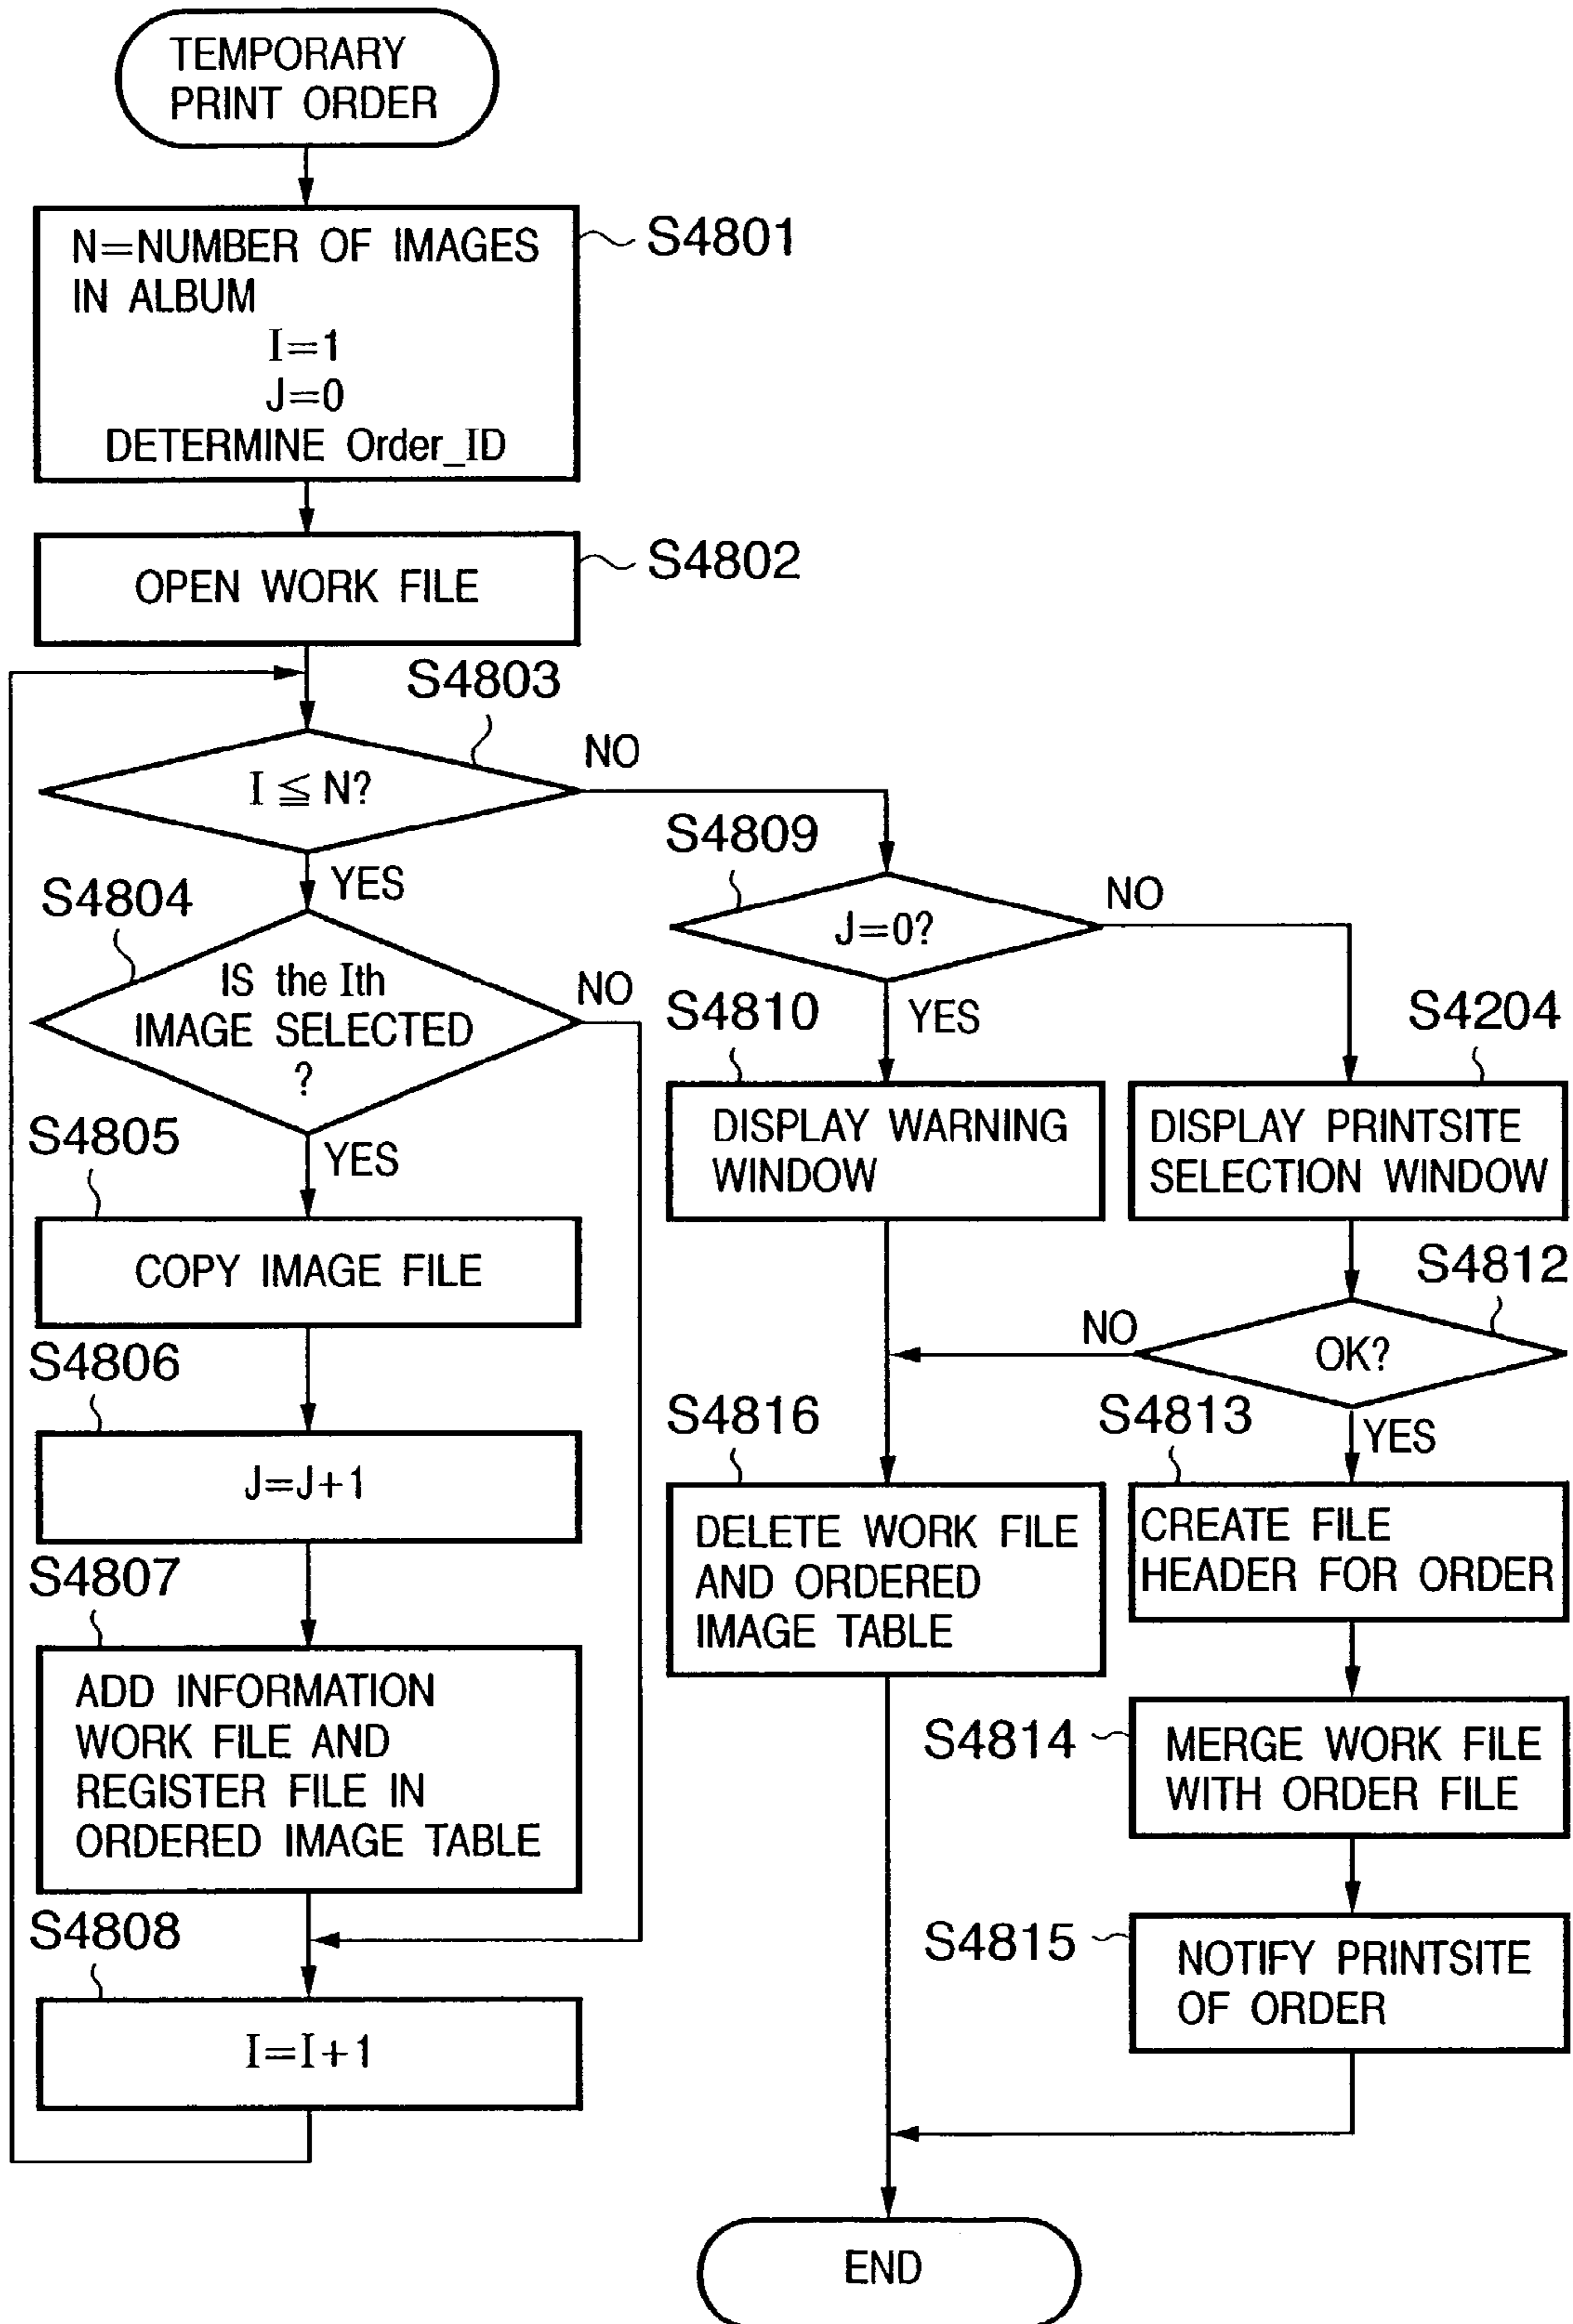 TEMPORARY
PRINT ORDER
N=NUMBER OF IMAGES
IN ALBUM
I=1
J=0
DETERMINE Order_ID
S4801
OPEN WORK FILE
S4802
S4803
I ≦ N?
NO
YES
S4804
IS the Ith
IMAGE SELECTED
?
NO
YES
S4805
COPY IMAGE FILE
S4806
J=J+1
S4807
ADD INFORMATION
WORK FILE AND
REGISTER FILE IN
ORDERED IMAGE TABLE
S4808
I=I+1
S4809
J=0?
NO
YES
S4810
DISPLAY WARNING
WINDOW
S4204
DISPLAY PRINTSITE
SELECTION WINDOW
S4812
OK?
NO
YES
S4816
DELETE WORK FILE
AND ORDERED
IMAGE TABLE
S4813
CREATE FILE
HEADER FOR ORDER
S4814
MERGE WORK FILE
WITH ORDER FILE
S4815
NOTIFY PRINTSITE
OF ORDER
END